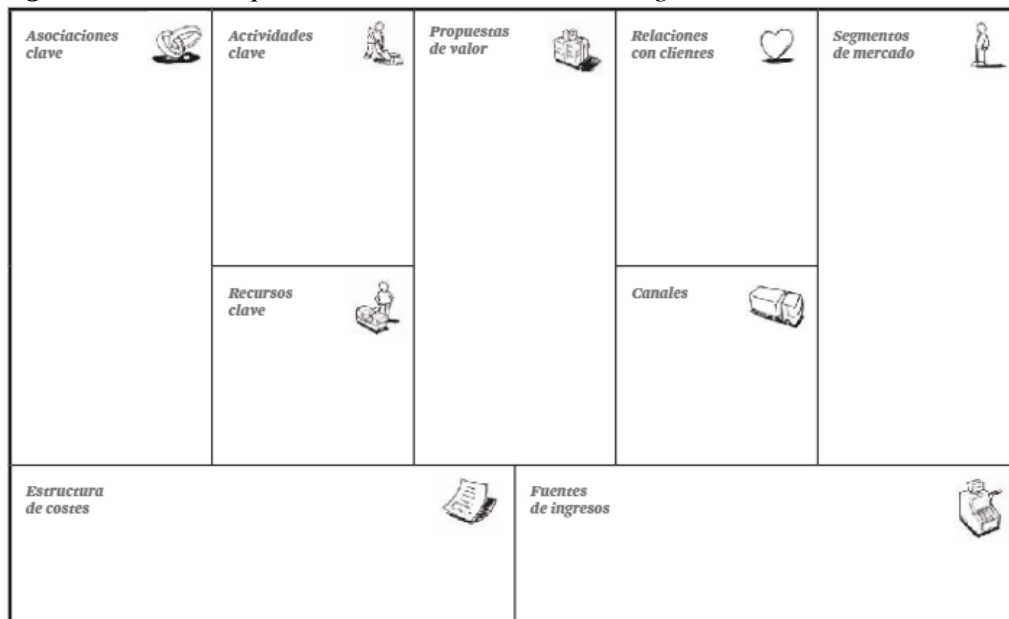 Asociaciones
clave
Actividades
clave
Propuestas
de valor
Relaciones
con clientes
Segmentos
de mercado
Recursos
clave
Canales
Estructura
de costes
Fuentes
de ingresos